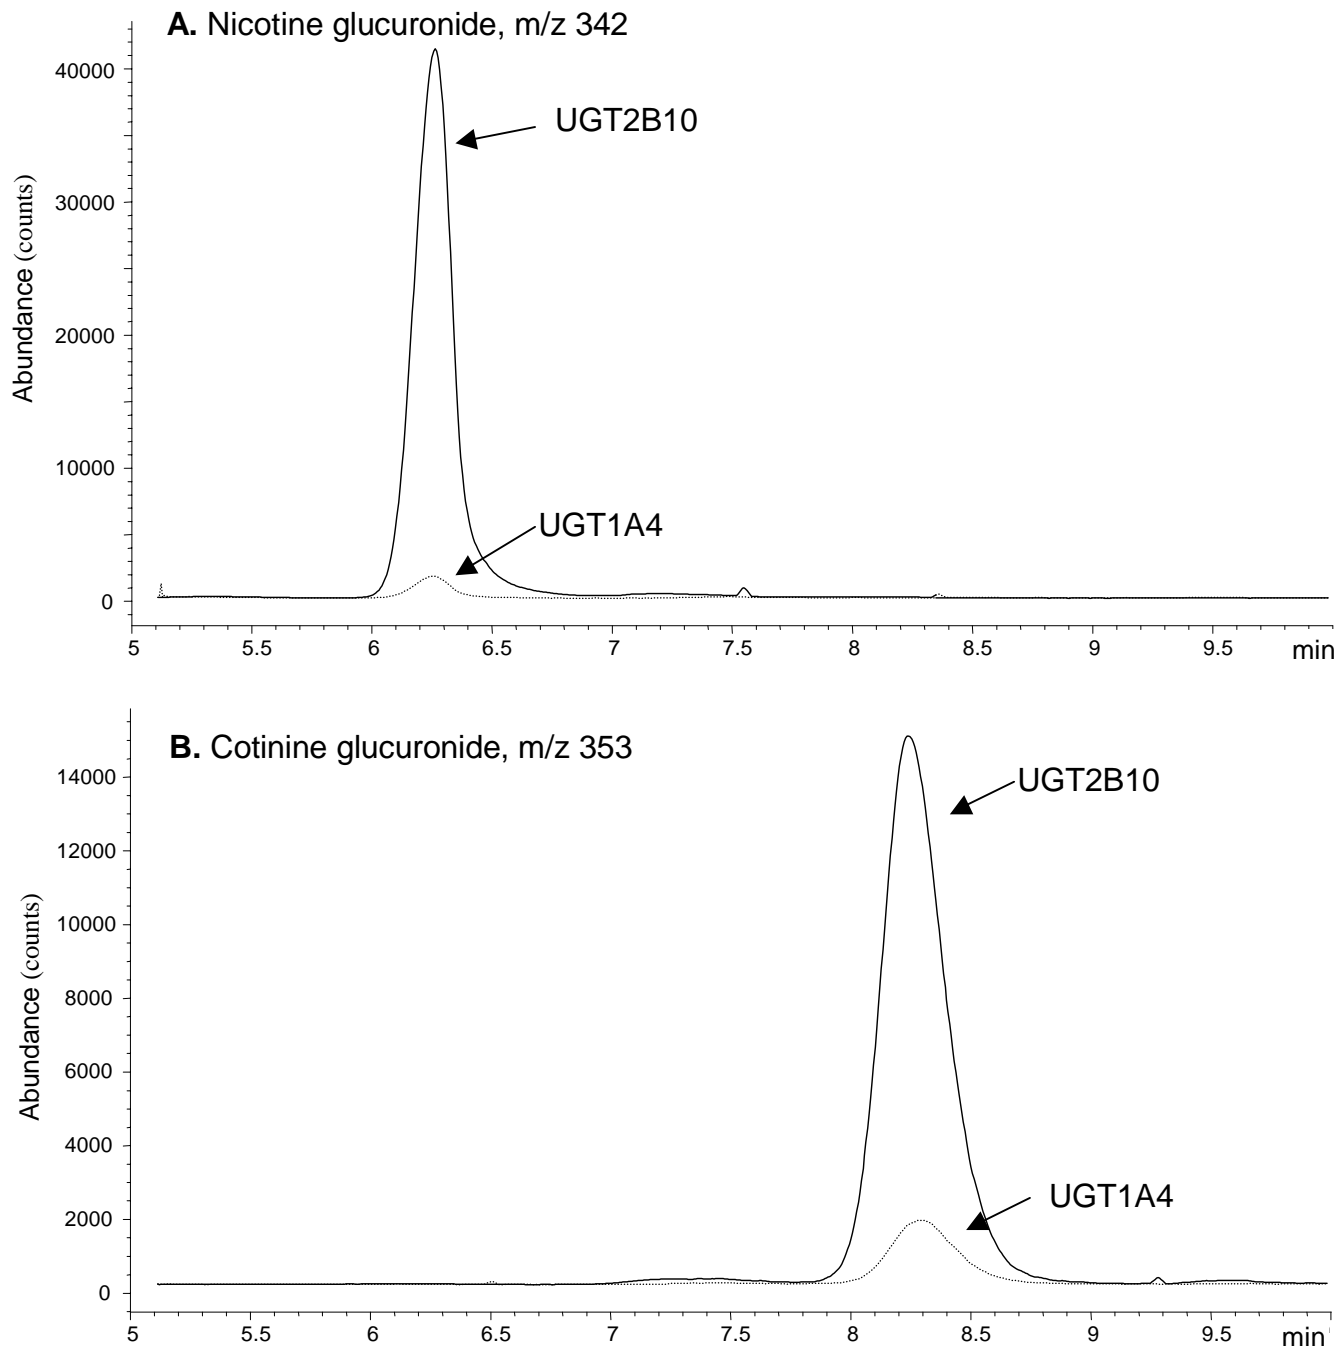 A. Nicotine glucuronide, m/z 342
40000
UGT2B10
30000
Abundance (counts)
20000
10000
UGT1A4
0
5 5.5 6 6.5 7 7.5 8 8.5 9 9.5 min
B. Cotinine glucuronide, m/z 353
14000
UGT2B10
12000
10000
Abundance (counts)
8000
6000
4000
UGT1A4
2000
0
5 5.5 6 6.5 7 7.5 8 8.5 9 9.5 min